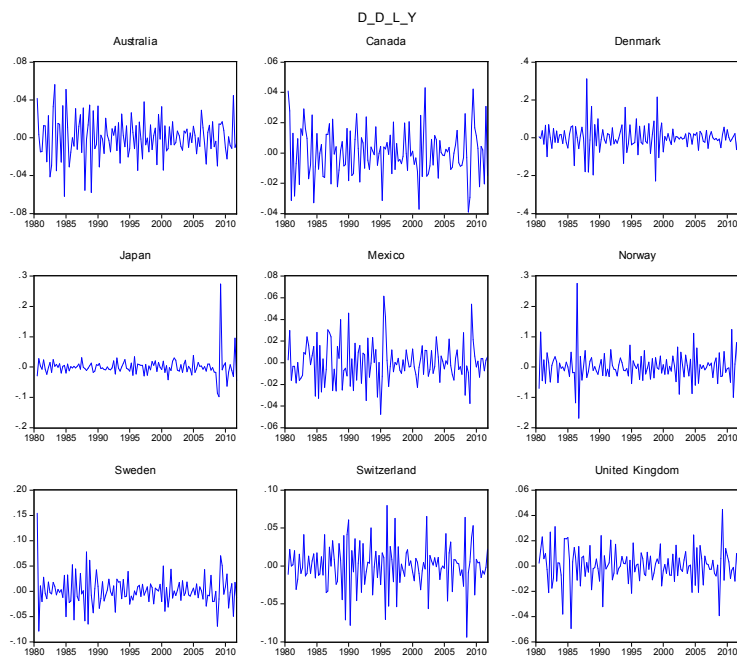 D_D_L_Y
Australia Canada Denmark
.08 .06 .4
.04 .04 .2
.00 .02 .0
-.04 .00 -.2
-.08 -.02 -.4
-.04
1980 1985 1990 1995 2000 2005 2010 1980 1985 1990 1995 2000 2005 2010 1980 1985 1990 1995 2000 2005 2010
Japan Mexico Norway
.3 .08 .3
.2 .06 .2
.1 .04 .1
.0 .02 .0
-.1 .00 -.1
-.2 -.02 -.2
-.04
-.06
1980 1985 1990 1995 2000 2005 2010 1980 1985 1990 1995 2000 2005 2010 1980 1985 1990 1995 2000 2005 2010
Sweden Switzerland United Kingdom
.20 .10 .06
.15 .05 .04
.10 .00 .02
.05 -.05 .00
.00 -.10 -.02
-.05 -.04
-.10 -.06
1980 1985 1990 1995 2000 2005 2010 1980 1985 1990 1995 2000 2005 2010 1980 1985 1990 1995 2000 2005 2010